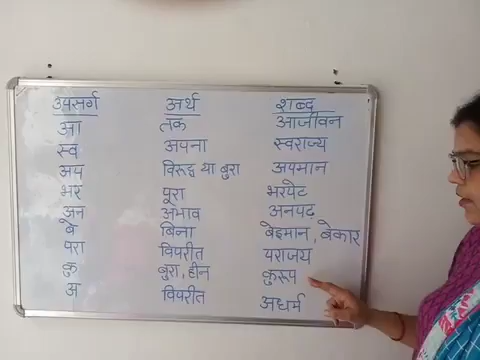 उपसर्ग अर्थ शब्द
आ तक आजीवन
स्व अपना स्वराज्य
अप विरूद्व या बुरा अपमान
भर पूरा भरपेट
अन अभाव अनपढ़
बे बिना बेइमान, बेकार
परा विपरीत पराजय
कु बुरा, हीन कुरूप
अ विपरीत अधर्म